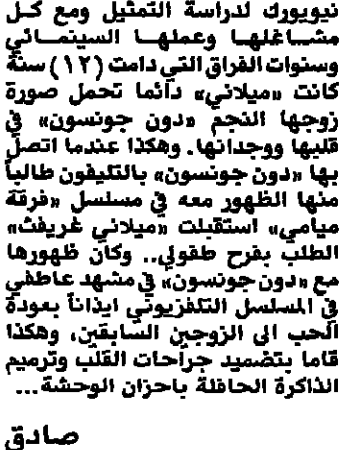 نيويورك لدراسة التمثيل ومع كل
مشاغلها وعملها السينمائي
وسنوات الفراق التي دامت (١٢) سنة
كانت «ميلاني» دائما تحمل صورة
زوجها النجم «دون جونسون» في
قلبها ووجدانها. وهكذا عندما اتصل
بها «دون جونسون» بالتليفون طالباً
منها الظهور معه في مسلسل «فرقة
ميامي» استقبلت «ميلاني غريفث»
الطلب بفرح طفولي.. وكان ظهورها
مع «دون جونسون» في مشهد عاطفي
في المسلسل التلفزيوني ايذاناً بعودة
الحب الى الزوجين السابقين، وهكذا
قاما بتضميد جراحات القلب وترميم
الذاكرة الحافلة باحزان الوحشة...
صادق